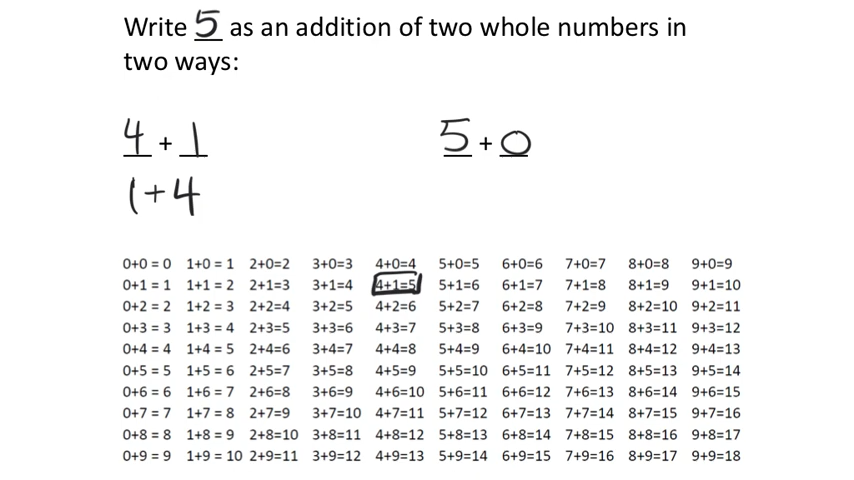 Write 5 as an addition of two whole numbers in
two ways:
4 + 1 5 + 0
1+4
0+0 = 0 1+0 = 1 2+0=2 3+0=3 4+0=4 5+0=5 6+0=6 7+0=7 8+0=8 9+0=9
0+1 = 1 1+1 = 2 2+1=3 3+1=4 4+1=5 5+1=6 6+1=7 7+1=8 8+1=9 9+1=10
0+2 = 2 1+2 = 3 2+2=4 3+2=5 4+2=6 5+2=7 6+2=8 7+2=9 8+2=10 9+2=11
0+3 = 3 1+3 = 4 2+3=5 3+3=6 4+3=7 5+3=8 6+3=9 7+3=10 8+3=11 9+3=12
0+4 = 4 1+4 = 5 2+4=6 3+4=7 4+4=8 5+4=9 6+4=10 7+4=11 8+4=12 9+4=13
0+5 = 5 1+5 = 6 2+5=7 3+5=8 4+5=9 5+5=10 6+5=11 7+5=12 8+5=13 9+5=14
0+6 = 6 1+6 = 7 2+6=8 3+6=9 4+6=10 5+6=11 6+6=12 7+6=13 8+6=14 9+6=15
0+7 = 7 1+7 = 8 2+7=9 3+7=10 4+7=11 5+7=12 6+7=13 7+7=14 8+7=15 9+7=16
0+8 = 8 1+8 = 9 2+8=10 3+8=11 4+8=12 5+8=13 6+8=14 7+8=15 8+8=16 9+8=17
0+9 = 9 1+9 = 10 2+9=11 3+9=12 4+9=13 5+9=14 6+9=15 7+9=16 8+9=17 9+9=18